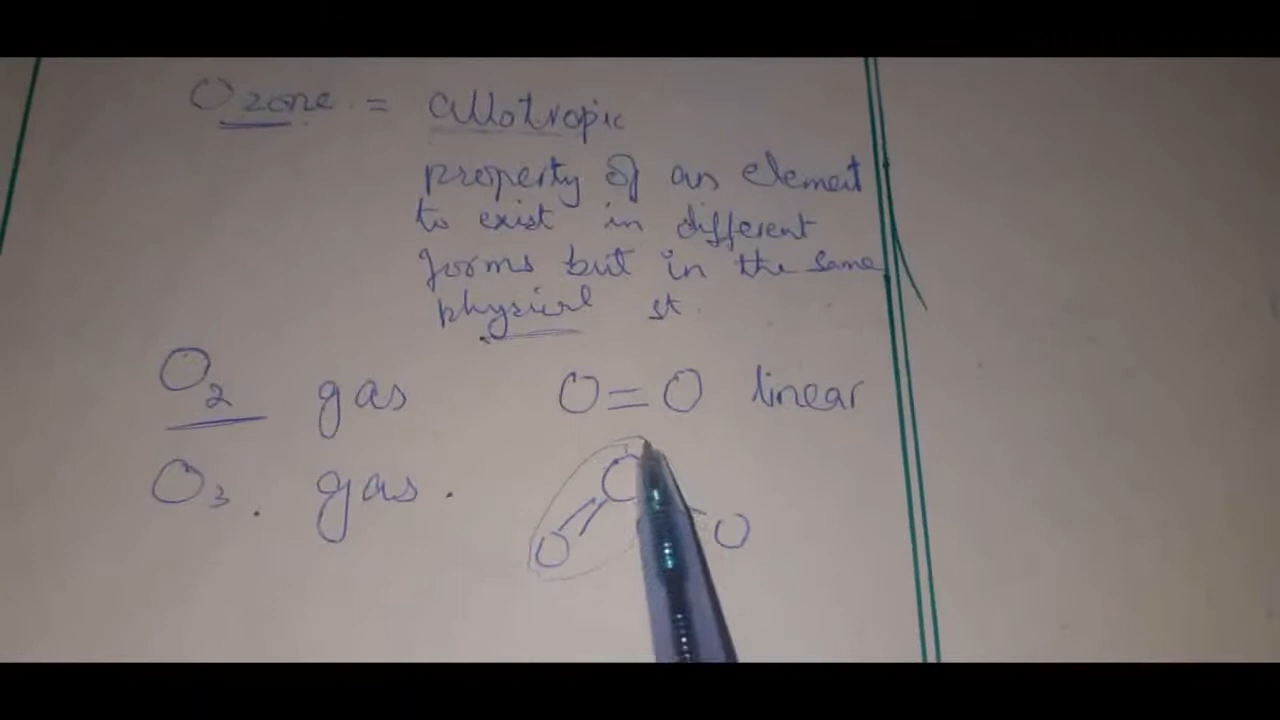 Ozone = allotropic
property of an element
to exist in different
forms but in the same
physical st.
O₂ gas O=O linear
O₃. gas. O
O O